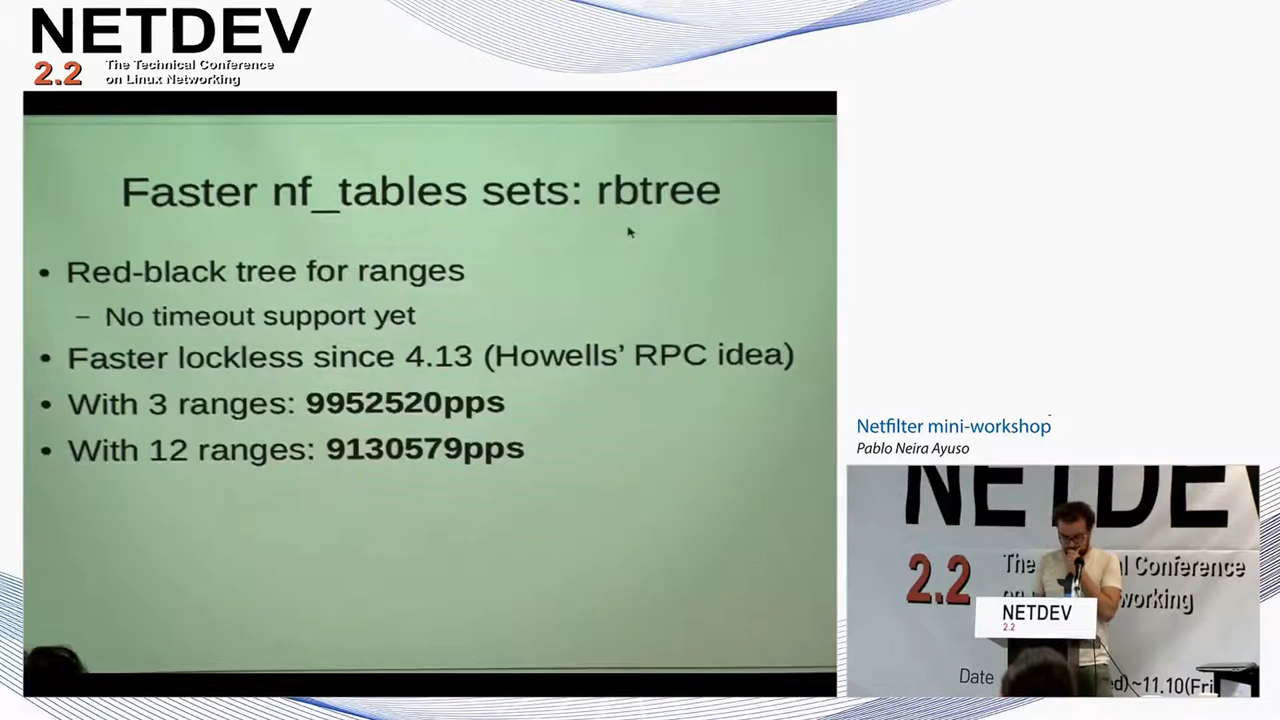 NETDEV
2.2
The Technical Conference
on Linux Networking
Faster nf_tables sets: rbtree
• Red-black tree for ranges
– No timeout support yet
• Faster lockless since 4.13 (Howells’ RPC idea)
• With 3 ranges: 9952520pps
• With 12 ranges: 9130579pps
Netfilter mini-workshop
Pablo Neira Ayuso
NETDEV
2.2
The Conference
working
NETDEV
2.2
Date
~11.10(Fri